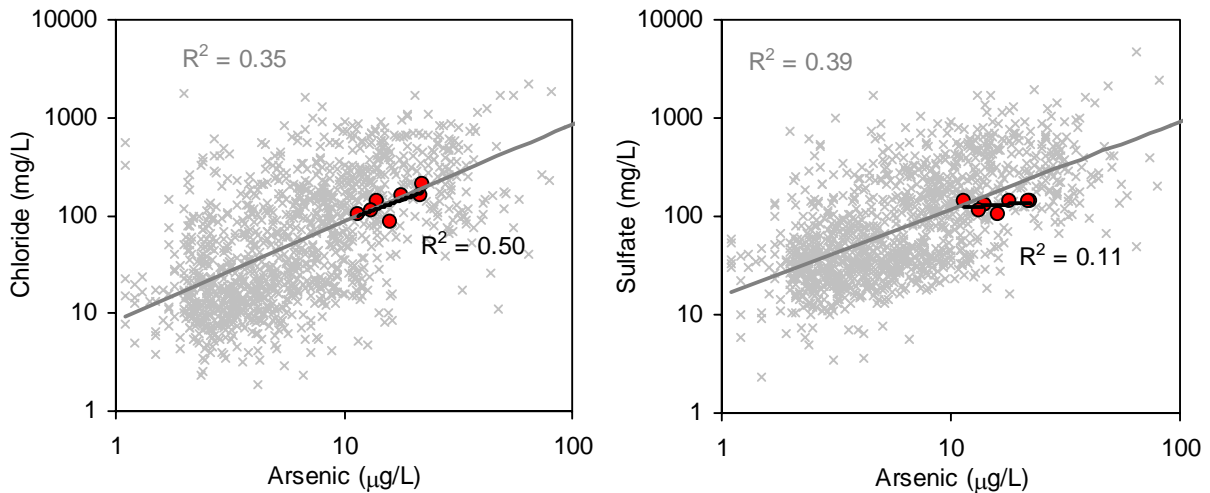 10000
1000
100
10
1
Chloride (mg/L)
R² = 0.35
R² = 0.50
1
10
100
Arsenic (μg/L)
10000
1000
100
10
1
Sulfate (mg/L)
R² = 0.39
R² = 0.11
1
10
100
Arsenic (μg/L)